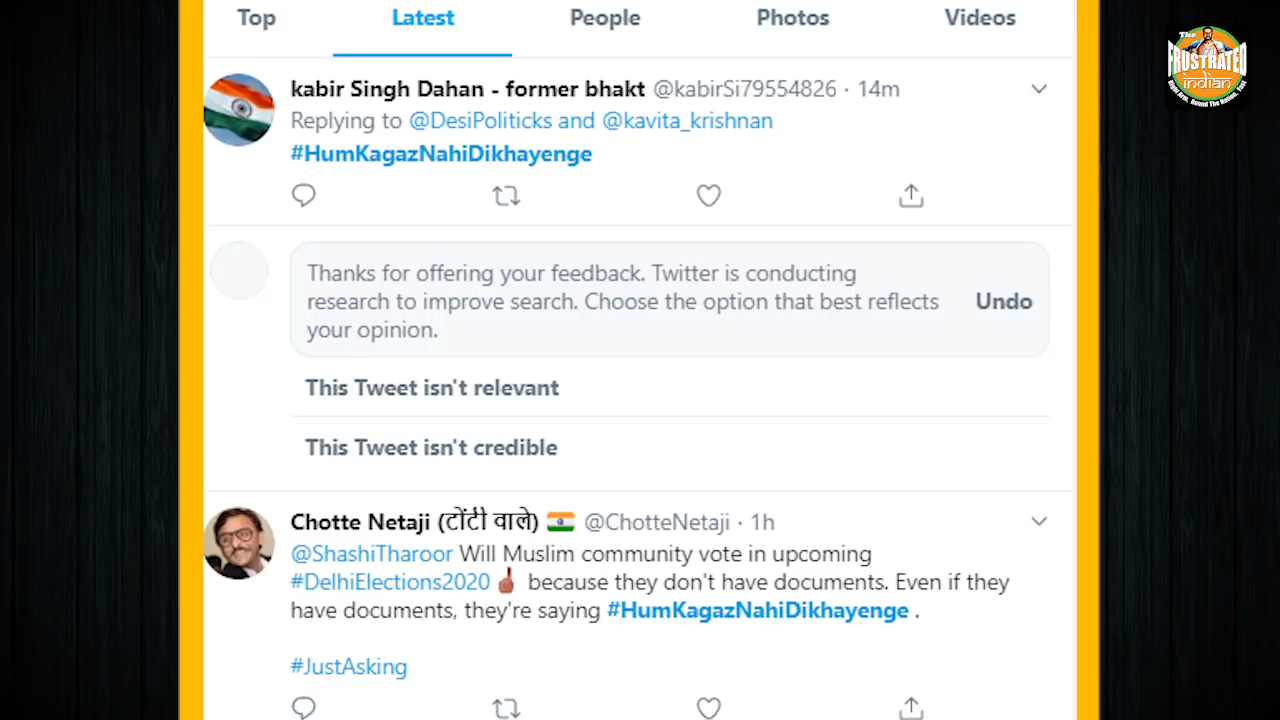 Top Latest People Photos Videos
The
FRUSTRATED
indian
kabir Singh Dahan - former bhakt @kabirSi79554826 · 14m
Replying to @DesiPoliticks and @kavita_krishnan
#HumKagazNahiDikhayenge
Thanks for offering your feedback. Twitter is conducting
research to improve search. Choose the option that best reflects
your opinion.
Undo
This Tweet isn't relevant
This Tweet isn't credible
Chotte Netaji (टोंटी वाले) @ChotteNetaji · 1h
@ShashiTharoor Will Muslim community vote in upcoming
#DelhiElections2020 because they don't have documents. Even if they
have documents, they're saying #HumKagazNahiDikhayenge .
#JustAsking